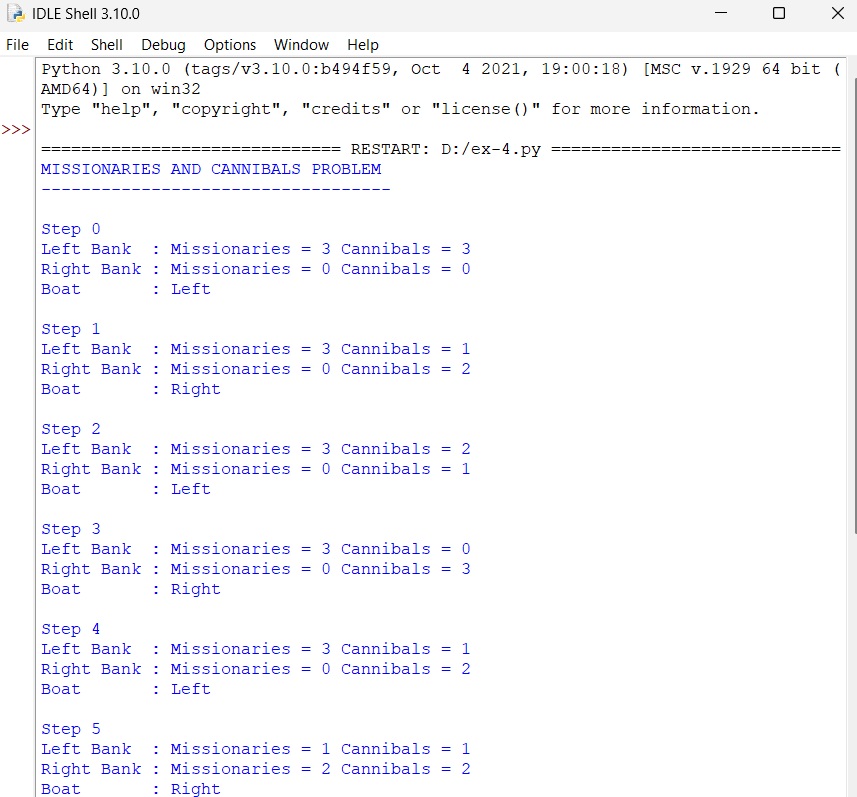 IDLE Shell 3.10.0
File Edit Shell Debug Options Window Help
Python 3.10.0 (tags/v3.10.0:b494f59, Oct  4 2021, 19:00:18) [MSC v.1929 64 bit (
AMD64)] on win32
Type "help", "copyright", "credits" or "license()" for more information.
>>>
============================== RESTART: D:/ex-4.py =============================
MISSIONARIES AND CANNIBALS PROBLEM
-----------------------------------

Step 0
Left Bank  : Missionaries = 3 Cannibals = 3
Right Bank : Missionaries = 0 Cannibals = 0
Boat       : Left

Step 1
Left Bank  : Missionaries = 3 Cannibals = 1
Right Bank : Missionaries = 0 Cannibals = 2
Boat       : Right

Step 2
Left Bank  : Missionaries = 3 Cannibals = 2
Right Bank : Missionaries = 0 Cannibals = 1
Boat       : Left

Step 3
Left Bank  : Missionaries = 3 Cannibals = 0
Right Bank : Missionaries = 0 Cannibals = 3
Boat       : Right

Step 4
Left Bank  : Missionaries = 3 Cannibals = 1
Right Bank : Missionaries = 0 Cannibals = 2
Boat       : Left

Step 5
Left Bank  : Missionaries = 1 Cannibals = 1
Right Bank : Missionaries = 2 Cannibals = 2
Boat       : Right